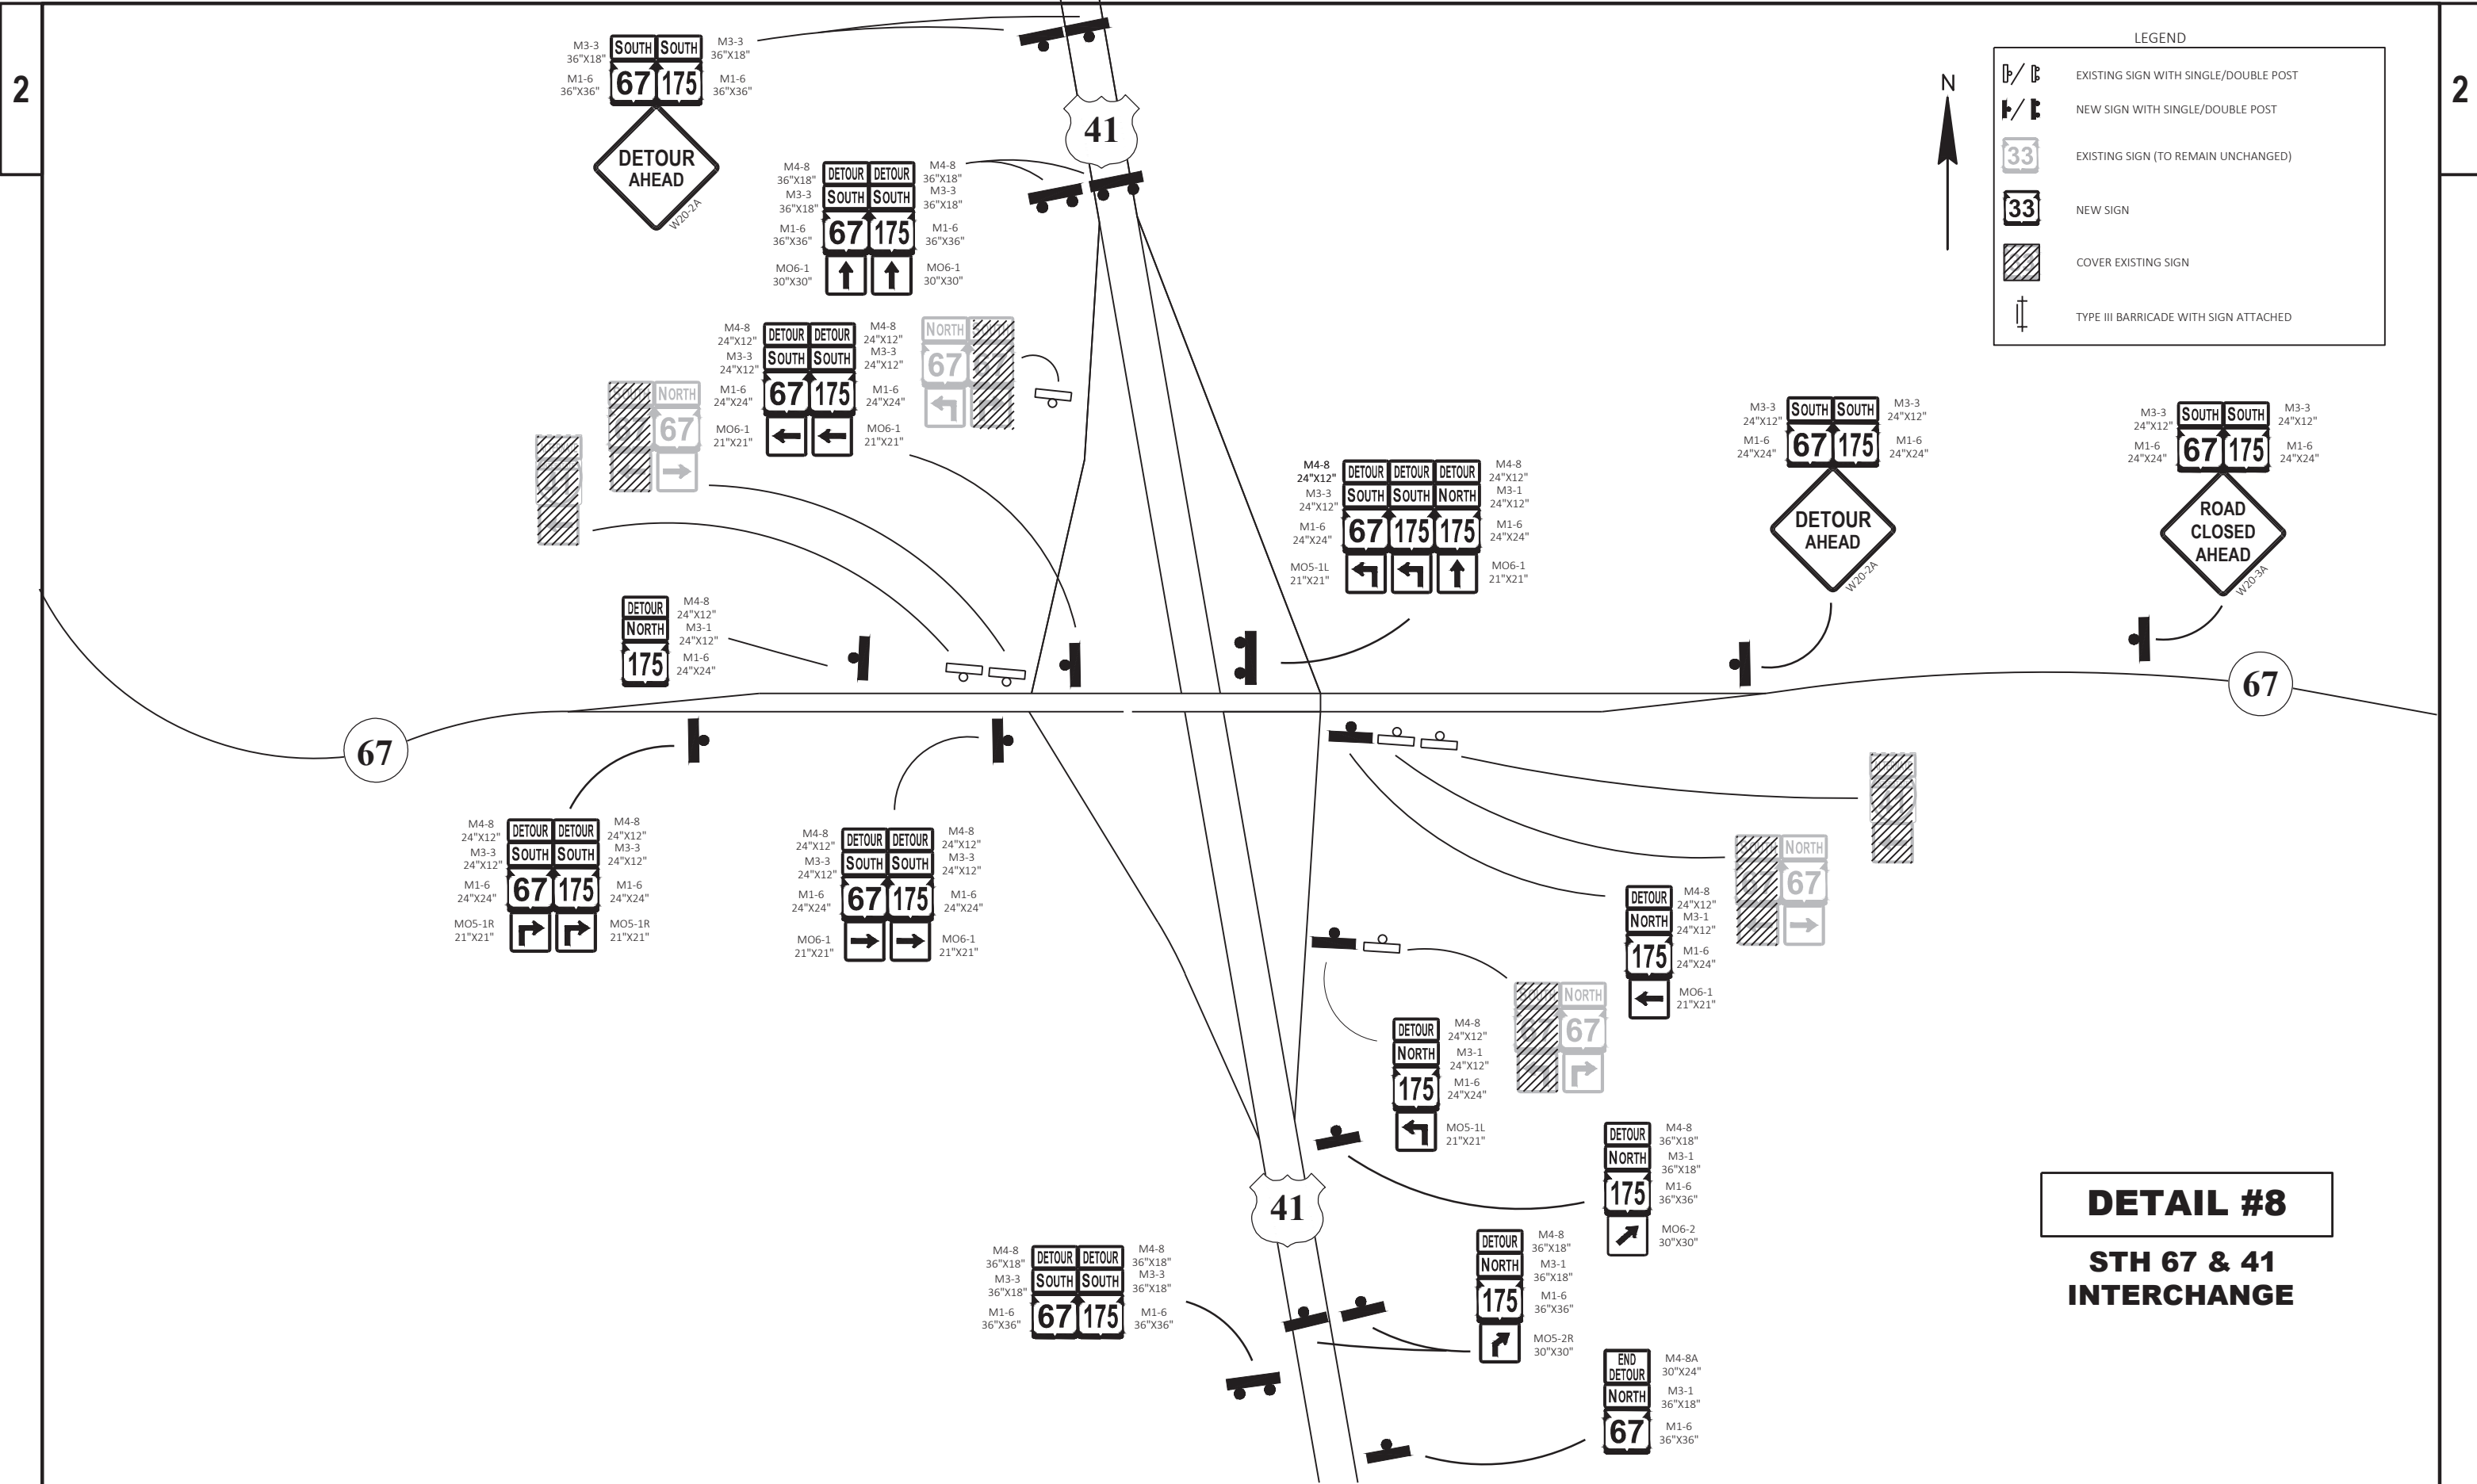 2
2
LEGEND
EXISTING SIGN WITH SINGLE/DOUBLE POST
NEW SIGN WITH SINGLE/DOUBLE POST
33 EXISTING SIGN (TO REMAIN UNCHANGED)
33 NEW SIGN
COVER EXISTING SIGN
TYPE III BARRICADE WITH SIGN ATTACHED
N
M3-3 36"X18" SOUTH SOUTH M3-3 36"X18"
M1-6 36"X36" 67 175 M1-6 36"X36"
DETOUR
AHEAD
W20-2A
41
M4-8 36"X18" DETOUR DETOUR M4-8 36"X18"
M3-3 36"X18" SOUTH SOUTH M3-3 36"X18"
M1-6 36"X36" 67 175 M1-6 36"X36"
MO6-1 30"X30" MO6-1 30"X30"
M4-8 24"X12" DETOUR DETOUR M4-8 24"X12"
M3-3 24"X12" SOUTH SOUTH M3-3 24"X12"
M1-6 24"X24" 67 175 M1-6 24"X24"
MO6-1 21"X21" MO6-1 21"X21"
NORTH
67
NORTH
67
M4-8 24"X12" DETOUR DETOUR DETOUR M4-8 24"X12"
M3-3 24"X12" SOUTH SOUTH NORTH M3-1 24"X12"
M1-6 24"X24" 67 175 175 M1-6 24"X24"
MO5-1L 21"X21" MO6-1 21"X21"
M3-3 24"X12" SOUTH SOUTH M3-3 24"X12"
M1-6 24"X24" 67 175 M1-6 24"X24"
DETOUR
AHEAD
W20-2A
M3-3 24"X12" SOUTH SOUTH M3-3 24"X12"
M1-6 24"X24" 67 175 M1-6 24"X24"
ROAD
CLOSED
AHEAD
W20-3A
DETOUR M4-8 24"X12"
NORTH M3-1 24"X12"
175 M1-6 24"X24"
67
67
M4-8 24"X12" DETOUR DETOUR M4-8 24"X12"
M3-3 24"X12" SOUTH SOUTH M3-3 24"X12"
M1-6 24"X24" 67 175 M1-6 24"X24"
MO5-1R 21"X21" MO5-1R 21"X21"
M4-8 24"X12" DETOUR DETOUR M4-8 24"X12"
M3-3 24"X12" SOUTH SOUTH M3-3 24"X12"
M1-6 24"X24" 67 175 M1-6 24"X24"
MO6-1 21"X21" MO6-1 21"X21"
NORTH
67
DETOUR M4-8 24"X12"
NORTH M3-1 24"X12"
175 M1-6 24"X24"
MO6-1 21"X21"
NORTH
67
DETOUR M4-8 24"X12"
NORTH M3-1 24"X12"
175 M1-6 24"X24"
MO5-1L 21"X21"
DETOUR M4-8 36"X18"
NORTH M3-1 36"X18"
175 M1-6 36"X36"
MO6-2 30"X30"
41
M4-8 36"X18" DETOUR DETOUR M4-8 36"X18"
M3-3 36"X18" SOUTH SOUTH M3-3 36"X18"
M1-6 36"X36" 67 175 M1-6 36"X36"
DETOUR M4-8 36"X18"
NORTH M3-1 36"X18"
175 M1-6 36"X36"
MO5-2R 30"X30"
END DETOUR M4-8A 30"X24"
NORTH M3-1 36"X18"
67 M1-6 36"X36"
DETAIL #8
STH 67 & 41
INTERCHANGE